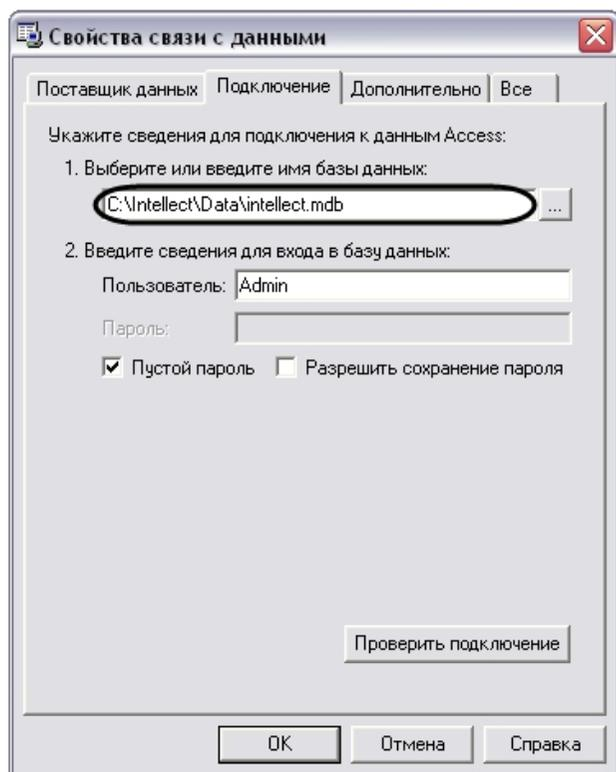 Свойства связи с данными
Поставщик данных Подключение Дополнительно Все
Укажите сведения для подключения к данным Access:
1. Выберите или введите имя базы данных:
C:\Intellect\Data\intellect.mdb ...
2. Введите сведения для входа в базу данных:
Пользователь: Admin
Пароль:
Пустой пароль Разрешить сохранение пароля
Проверить подключение
OK Отмена Справка